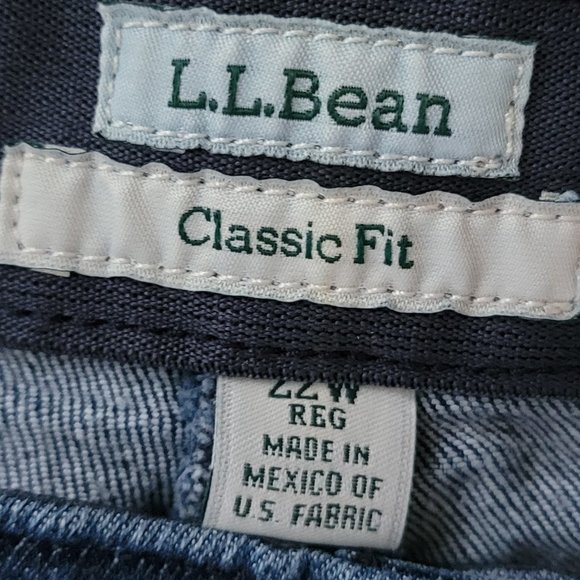 L.L.Bean
Classic Fit
22W
REG
MADE IN
MEXICO OF
U.S. FABRIC